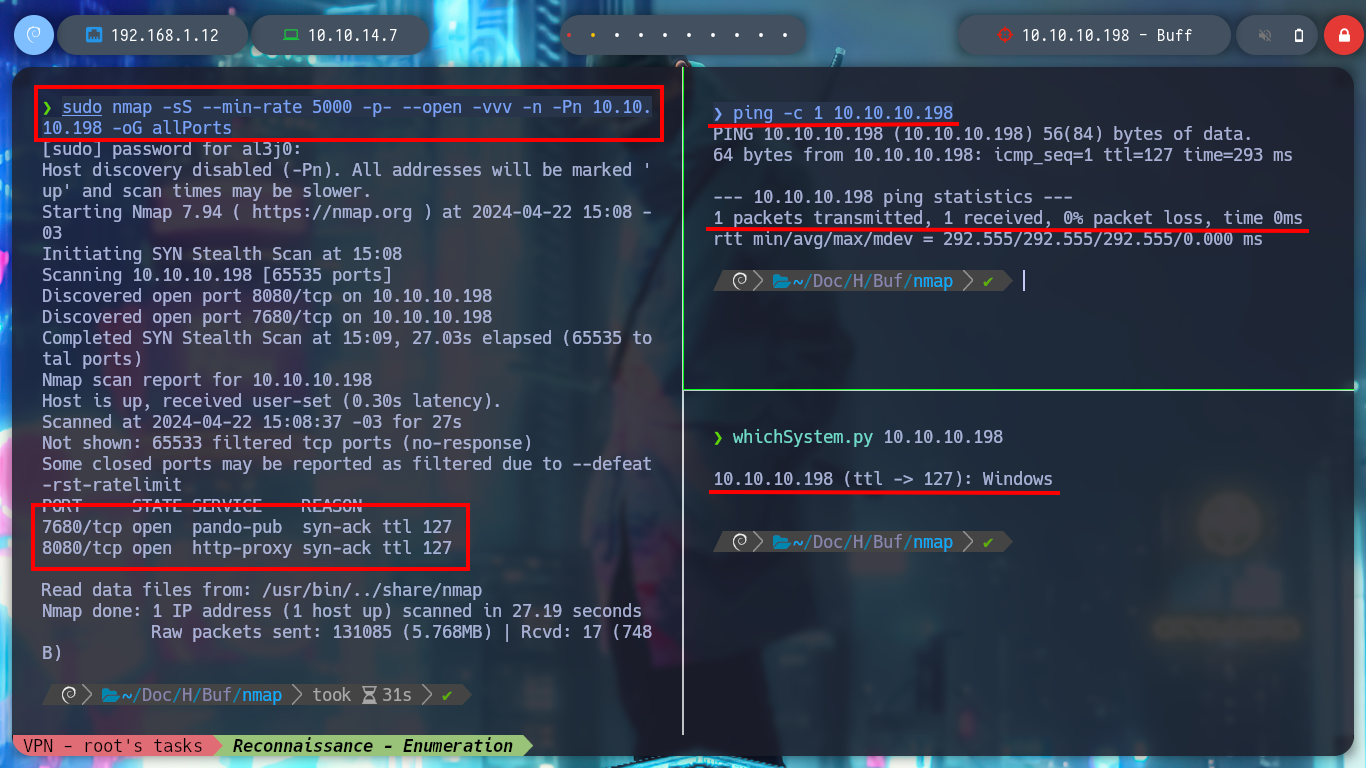 192.168.1.12
10.10.14.7
10.10.10.198 - Buff
❯ sudo nmap -sS --min-rate 5000 -p- --open -vvv -n -Pn 10.10.
10.198 -oG allPorts
[sudo] password for al3j0:
Host discovery disabled (-Pn). All addresses will be marked '
up' and scan times may be slower.
Starting Nmap 7.94 ( https://nmap.org ) at 2024-04-22 15:08 -
03
Initiating SYN Stealth Scan at 15:08
Scanning 10.10.10.198 [65535 ports]
Discovered open port 8080/tcp on 10.10.10.198
Discovered open port 7680/tcp on 10.10.10.198
Completed SYN Stealth Scan at 15:09, 27.03s elapsed (65535 to
tal ports)
Nmap scan report for 10.10.10.198
Host is up, received user-set (0.30s latency).
Scanned at 2024-04-22 15:08:37 -03 for 27s
Not shown: 65533 filtered tcp ports (no-response)
Some closed ports may be reported as filtered due to --defeat
-rst-ratelimit
PORT     STATE SERVICE    REASON
7680/tcp open  pando-pub  syn-ack ttl 127
8080/tcp open  http-proxy syn-ack ttl 127
Read data files from: /usr/bin/../share/nmap
Nmap done: 1 IP address (1 host up) scanned in 27.19 seconds
Raw packets sent: 131085 (5.768MB) | Rcvd: 17 (748
B)
~/Doc/H/Buf/nmap took 31s ✔
❯ ping -c 1 10.10.10.198
PING 10.10.10.198 (10.10.10.198) 56(84) bytes of data.
64 bytes from 10.10.10.198: icmp_seq=1 ttl=127 time=293 ms
--- 10.10.10.198 ping statistics ---
1 packets transmitted, 1 received, 0% packet loss, time 0ms
rtt min/avg/max/mdev = 292.555/292.555/292.555/0.000 ms
~/Doc/H/Buf/nmap ✔
❯ whichSystem.py 10.10.10.198
10.10.10.198 (ttl -> 127): Windows
~/Doc/H/Buf/nmap ✔
VPN - root's tasks
Reconnaissance - Enumeration